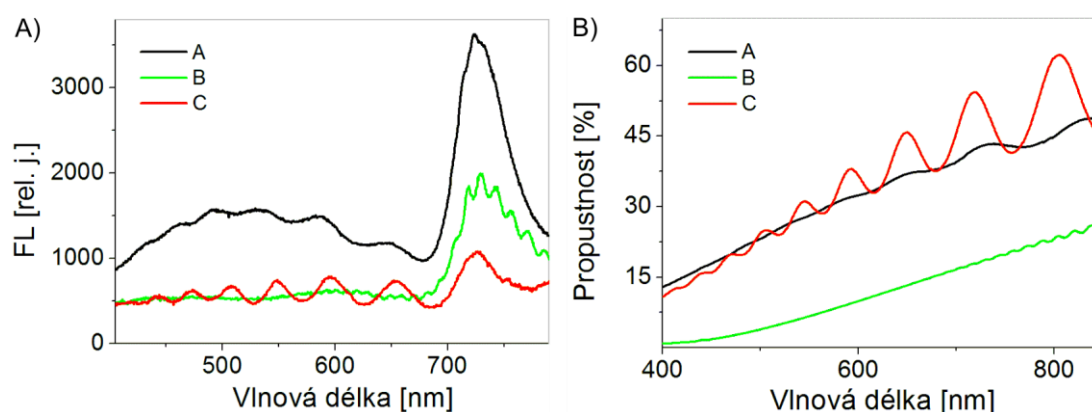 A)
A
B
C
FL [rel. j.]
3000
2000
1000
0
500
600
700
Vlnová délka [nm]
B)
A
B
C
Propustnost [%]
60
45
30
15
400
600
800
Vlnová délka [nm]